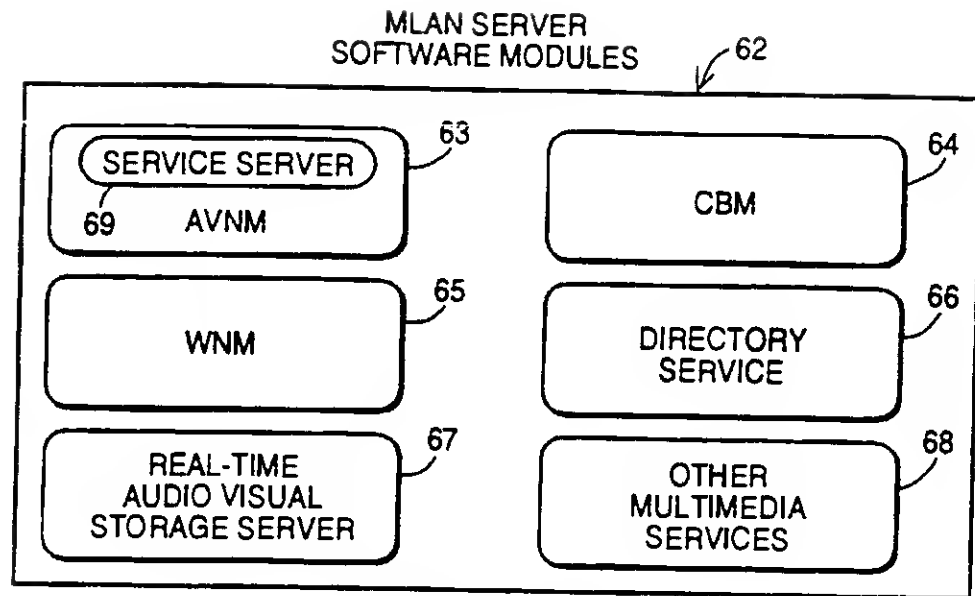 MLAN SERVER
SOFTWARE MODULES
62
SERVICE SERVER
69
AVNM
63
CBM
64
WNM
65
DIRECTORY
SERVICE
66
REAL-TIME
AUDIO VISUAL
STORAGE SERVER
67
OTHER
MULTIMEDIA
SERVICES
68